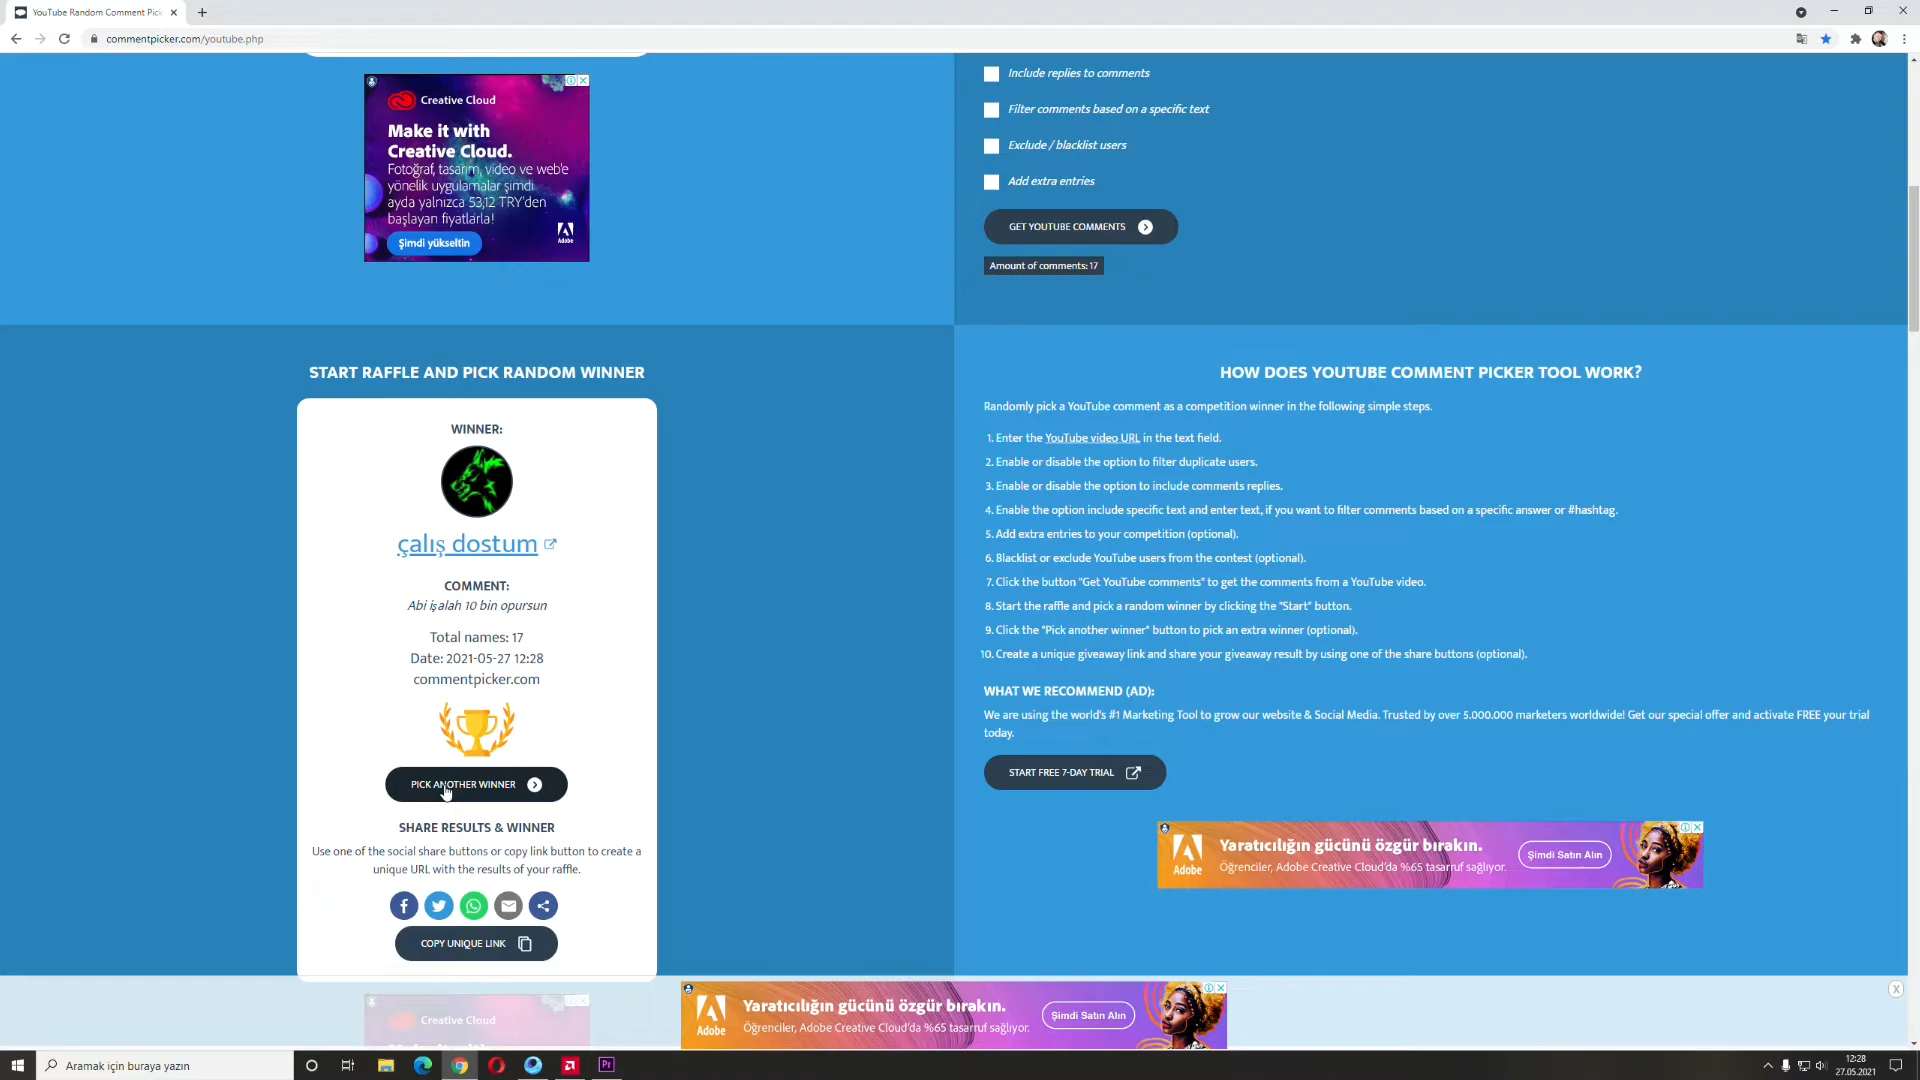 YouTube Random Comment Pick
commentpicker.com/youtube.php
Creative Cloud
Make it with
Creative Cloud.
Fotoğraf, tasarım, video ve web'e
yönelik uygulamalar şimdi
ayda yalnızca 53,12 TRY'den
başlayan fiyatlarla!
Şimdi yükseltin
Adobe
Include replies to comments
Filter comments based on a specific text
Exclude / blacklist users
Add extra entries
GET YOUTUBE COMMENTS
Amount of comments: 17
START RAFFLE AND PICK RANDOM WINNER
WINNER:
çalış dostum
COMMENT:
Abi işalah 10 bin opursun
Total names: 17
Date: 2021-05-27 12:28
commentpicker.com
PICK ANOTHER WINNER
SHARE RESULTS & WINNER
Use one of the social share buttons or copy link button to create a
unique URL with the results of your raffle.
COPY UNIQUE LINK
HOW DOES YOUTUBE COMMENT PICKER TOOL WORK?
Randomly pick a YouTube comment as a competition winner in the following simple steps.
1. Enter the YouTube video URL in the text field.
2. Enable or disable the option to filter duplicate users.
3. Enable or disable the option to include comments replies.
4. Enable the option include specific text and enter text, if you want to filter comments based on a specific answer or #hashtag.
5. Add extra entries to your competition (optional).
6. Blacklist or exclude YouTube users from the contest (optional).
7. Click the button "Get YouTube comments" to get the comments from a YouTube video.
8. Start the raffle and pick a random winner by clicking the "Start" button.
9. Click the "Pick another winner" button to pick an extra winner (optional).
10. Create a unique giveaway link and share your giveaway result by using one of the share buttons (optional).
WHAT WE RECOMMEND (AD):
We are using the world's #1 Marketing Tool to grow our website & Social Media. Trusted by over 5.000.000 marketers worldwide! Get our special offer and activate FREE your trial
today.
START FREE 7-DAY TRIAL
Adobe
Yaratıcılığın gücünü özgür bırakın.
Öğrenciler, Adobe Creative Cloud'da %65 tasarruf sağlıyor.
Şimdi Satın Alın
Creative Cloud
Adobe
Yaratıcılığın gücünü özgür bırakın.
Öğrenciler, Adobe Creative Cloud'da %65 tasarruf sağlıyor.
Şimdi Satın Alın
X
Aramak için buraya yazın
Pr
12:28
27.05.2021